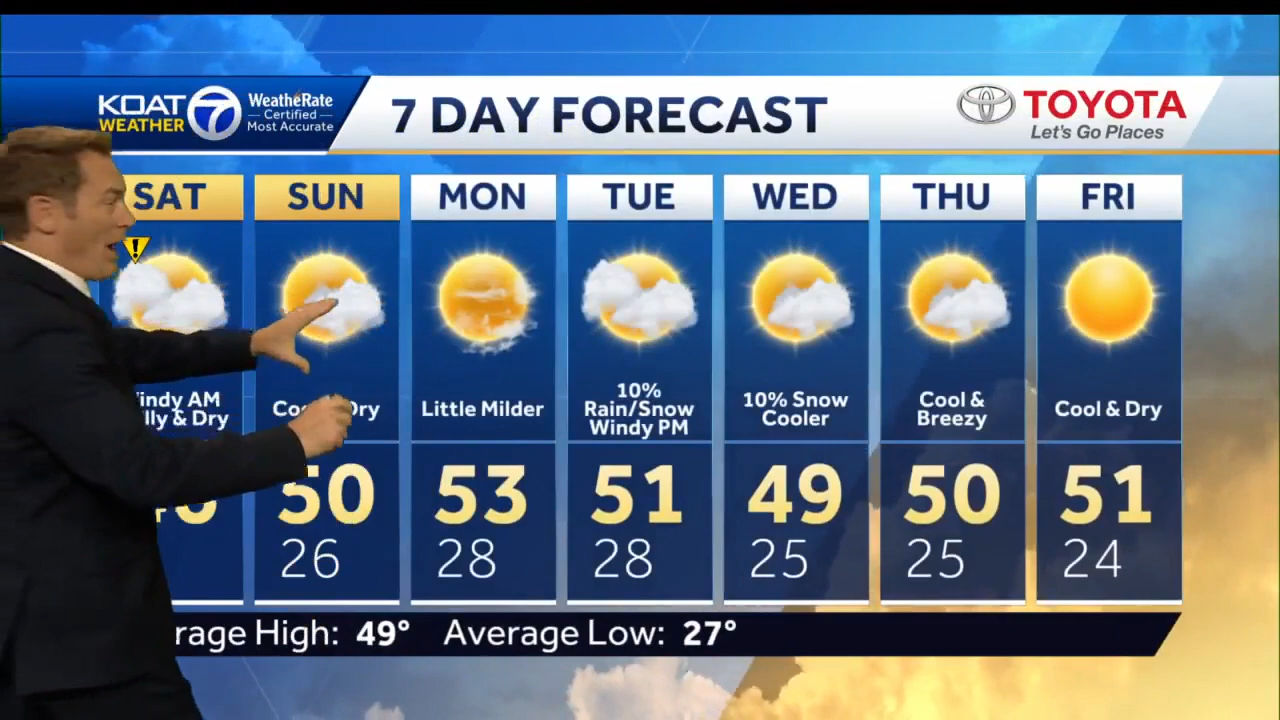 KOAT
WEATHER
7
WeatheRate
Certified
Most Accurate
7 DAY FORECAST
TOYOTA
Let's Go Places
SAT
SUN
MON
TUE
WED
THU
FRI
AM
& Dry
Little Milder
10%
Rain/Snow
Windy PM
10% Snow
Cooler
Cool &
Breezy
Cool & Dry
50
53
51
49
50
51
26
28
28
25
25
24
High: 49° Average Low: 27°